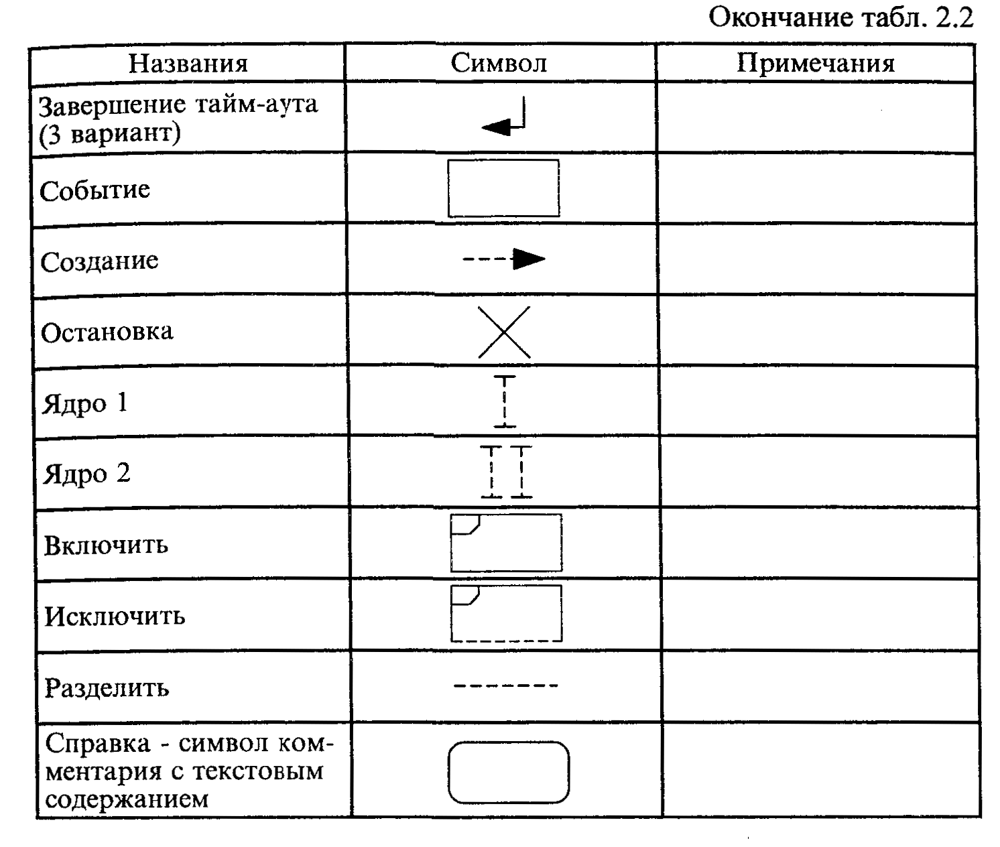 Окончание табл. 2.2
Названия Символ Примечания
Завершение тайм-аута
(3 вариант)
Событие
Создание
Остановка
Ядро 1
Ядро 2
Включить
Исключить
Разделить
Справка - символ ком-
ментария с текстовым
содержанием